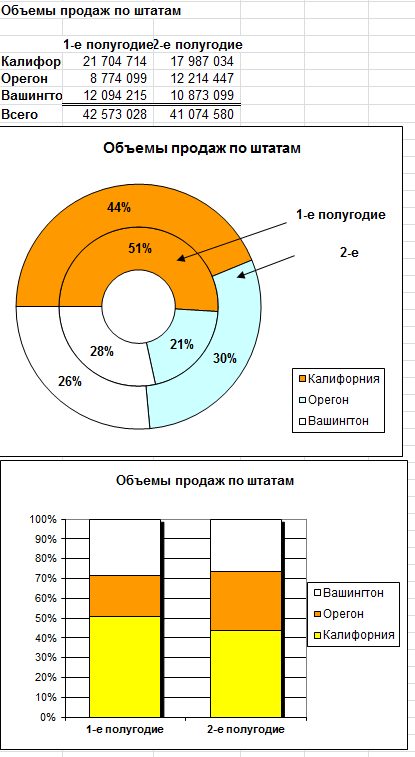 Объемы продаж по штатам
1-е полугодие 2-е полугодие
Калифор 21 704 714 17 987 034
Орегон 8 774 099 12 214 447
Вашингто 12 094 215 10 873 099
Всего 42 573 028 41 074 580
Объемы продаж по штатам
44%
1-е полугодие
51%
2-е
21%
28%
30%
26%
Калифорния
Орегон
Вашингтон
Объемы продаж по штатам
100%
90%
80%
70%
60%
50%
40%
30%
20%
10%
0%
Вашингтон
Орегон
Калифорния
1-е полугодие 2-е полугодие